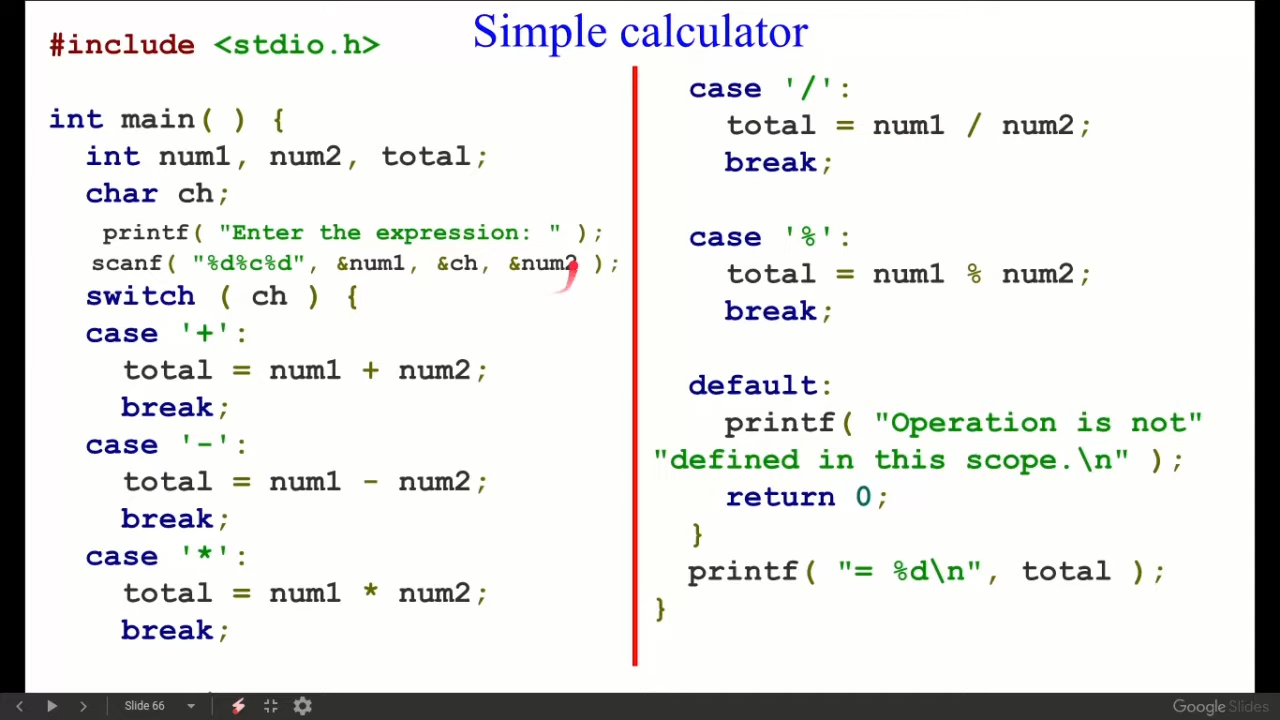 Simple calculator
#include <stdio.h>
int main( ) {
int num1, num2, total;
char ch;
printf( "Enter the expression: " );
scanf( "%d%c%d", &num1, &ch, &num2 );
switch ( ch ) {
case '+':
total = num1 + num2;
break;
case '-':
total = num1 - num2;
break;
case '*':
total = num1 * num2;
break;
case '/':
total = num1 / num2;
break;
case '%':
total = num1 % num2;
break;
default:
printf( "Operation is not"
"defined in this scope.\n" );
return 0;
}
printf( "= %d\n", total );
}
Slide 66
Google Slides